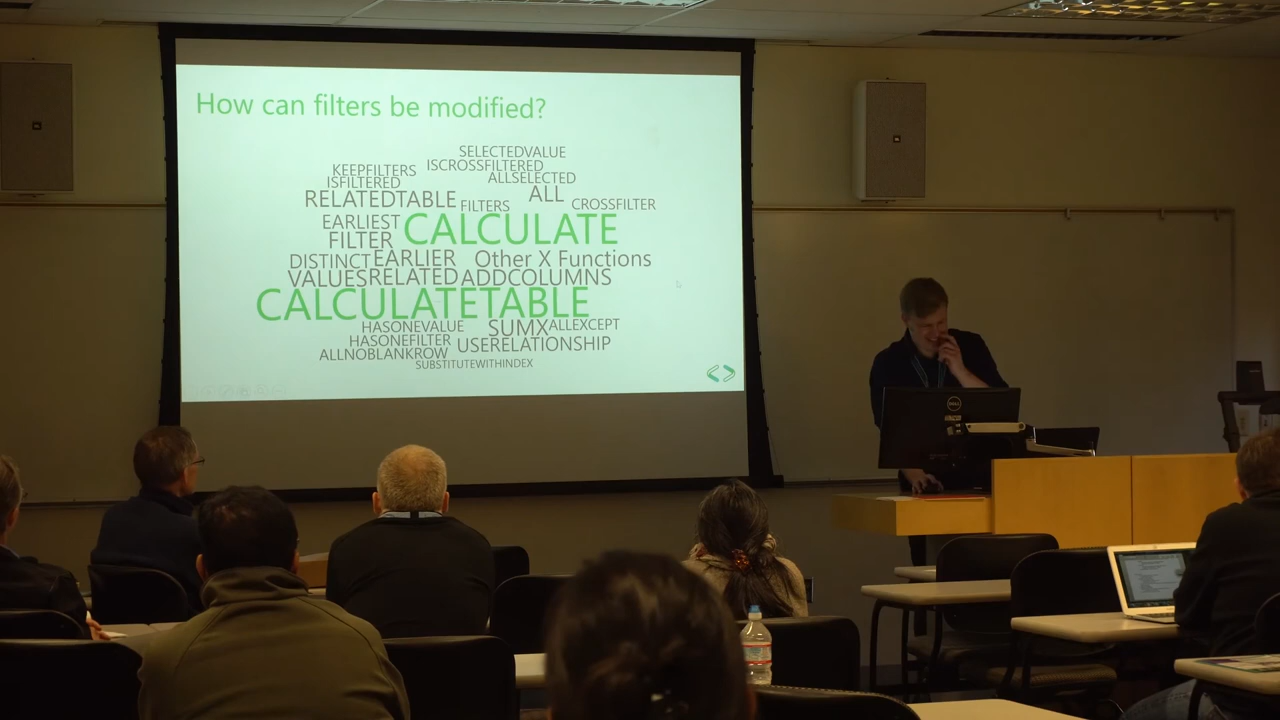 How can filters be modified?
SELECTEDVALUE
KEEPFILTERS ISCROSSFILTERED
ISFILTERED ALLSELECTED
RELATEDTABLE FILTERS ALL CROSSFILTER
EARLIEST CALCULATE
FILTER
DISTINCT EARLIER Other X Functions
VALUES RELATED ADDCOLUMNS
CALCULATETABLE
HASONEVALUE SUMX ALLEXCEPT
HASONEFILTER USERELATIONSHIP
ALLNOBLANKROW
SUBSTITUTEWITHINDEX
DELL